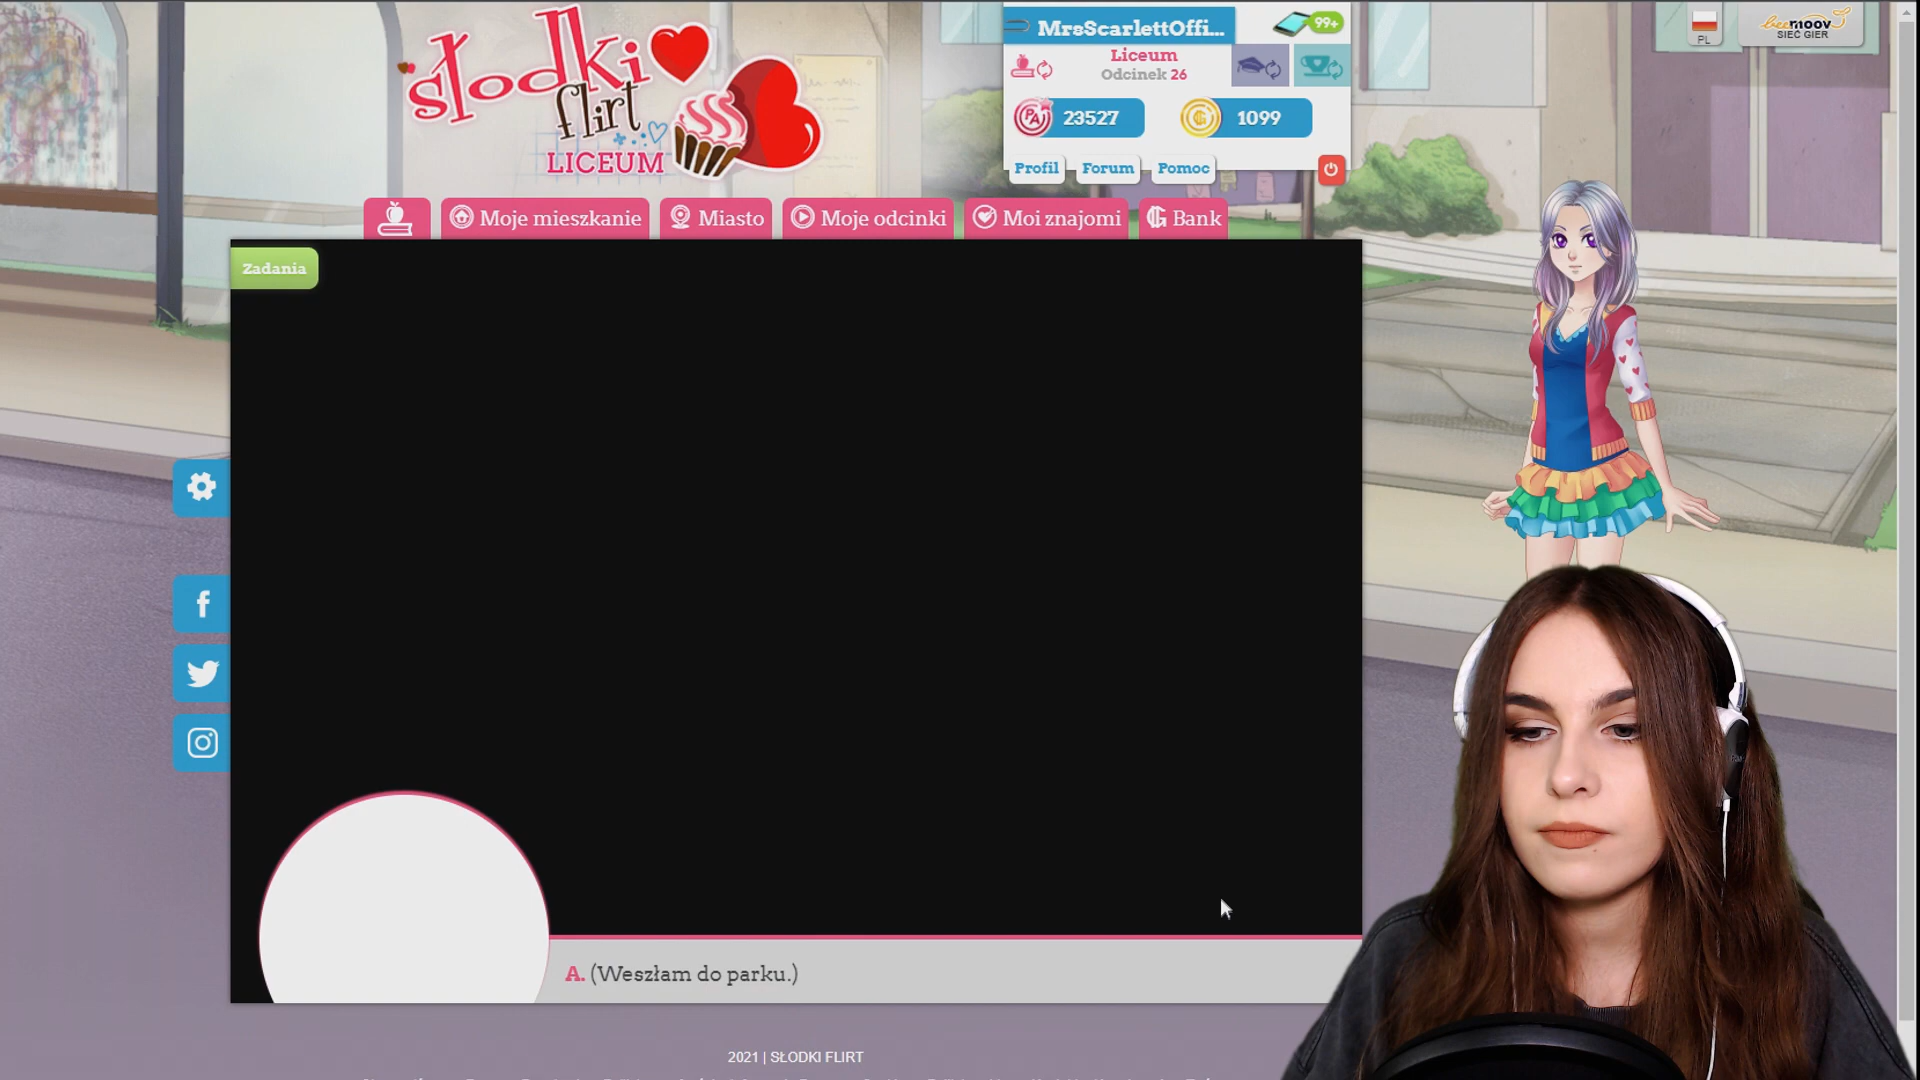 słodki
flirt
LICEUM
MrsScarlettOffi...
99+
Liceum
Odcinek 26
PA
23527
1099
Profil
Forum
Pomoc
PL
beemoov
SIEĆ GIER
Moje mieszkanie
Miasto
Moje odcinki
Moi znajomi
Bank
Zadania
A. (Weszłam do parku.)
2021 | SŁODKI FLIRT